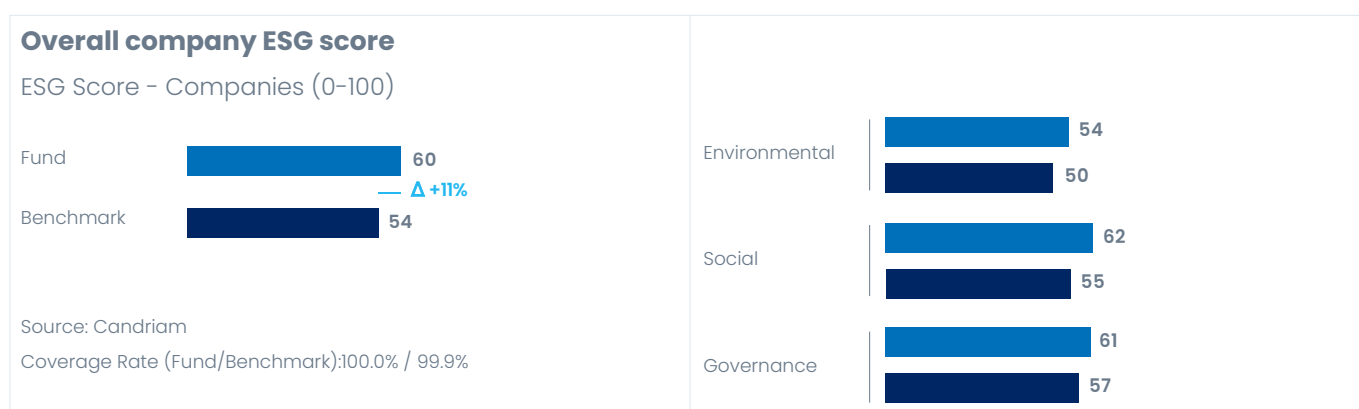 Overall company ESG score
ESG Score - Companies (0-100)
Fund
60
Δ +11%
Benchmark
54
Source: Candriam
Coverage Rate (Fund/Benchmark):100.0% / 99.9%
Environmental
54
50
Social
62
55
Governance
61
57